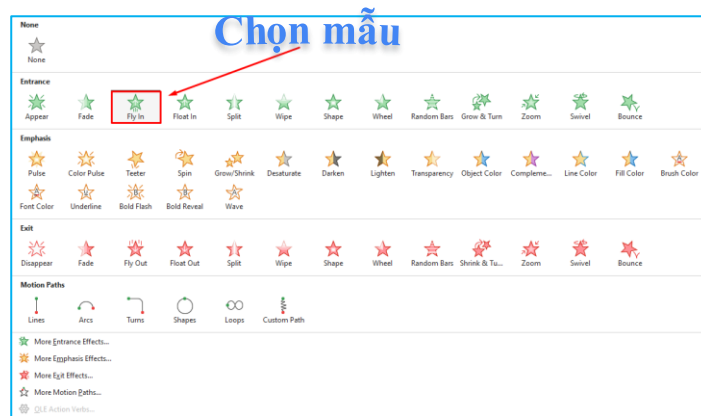 Chọn mẫu
None
None
Entrance
Appear Fade Fly In Float In Split Wipe Shape Wheel Random Bars Grow & Turn Zoom Swivel Bounce
Emphasis
Pulse Color Pulse Teeter Spin Grow/Shrink Desaturate Darken Lighten Transparency Object Color Compleme... Line Color Fill Color Brush Color
Font Color Underline Bold Flash Bold Reveal Wave
Exit
Disappear Fade Fly Out Float Out Split Wipe Shape Wheel Random Bars Shrink & Tu... Zoom Swivel Bounce
Motion Paths
Lines Arcs Turns Shapes Loops Custom Path
More Entrance Effects...
More Emphasis Effects...
More Exit Effects...
More Motion Paths...
OLE Action Verbs...